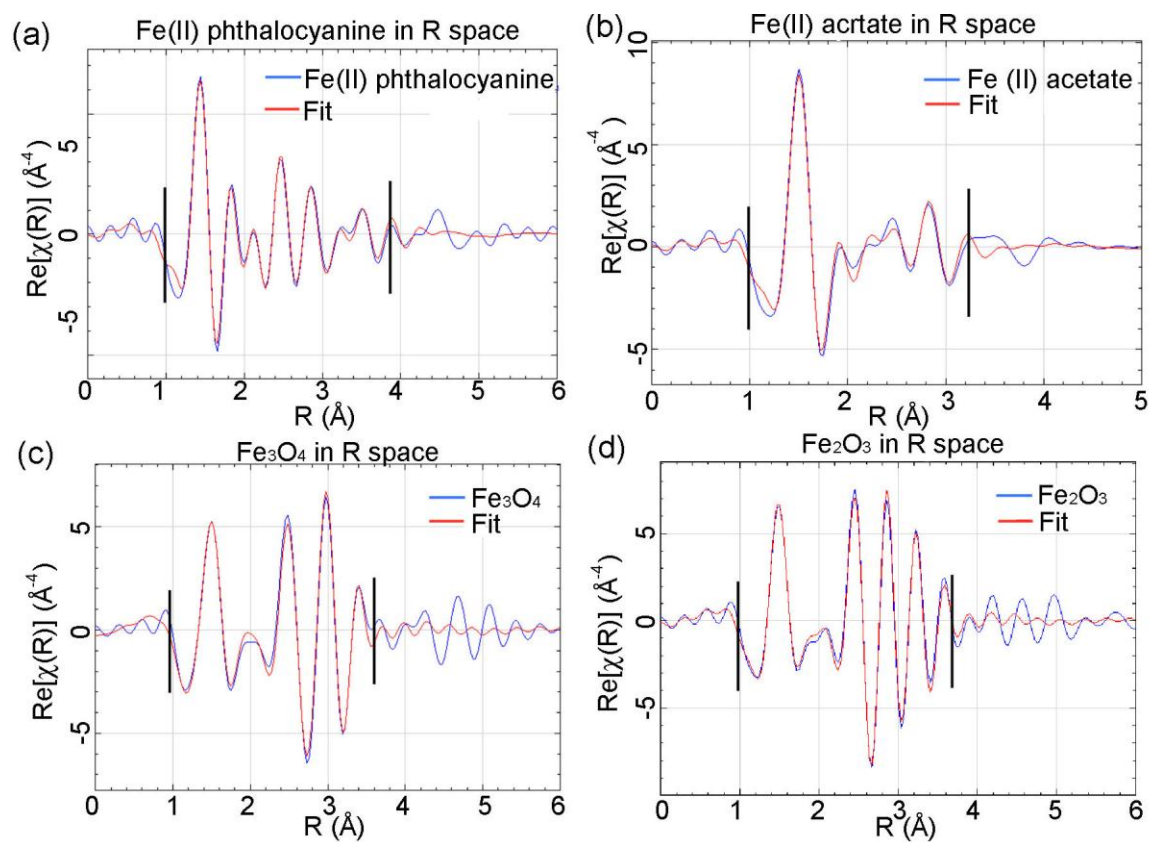 (a)
Fe(II) phthalocyanine in R space
Fe(II) phthalocyanine
Fit
Re[χ(R)] (Å⁻⁴)
5
0
-5
0 1 2 3 4 5 6
R (Å)
(b)
Fe(II) acrtate in R space
Fe (II) acetate
Fit
Re[χ(R)] (Å⁻⁴)
10
5
0
-5
0 1 2 3 4 5
R (Å)
(c)
Fe₃O₄ in R space
Fe₃O₄
Fit
Re[χ(R)] (Å⁻⁴)
5
0
-5
0 1 2 3 4 5 6
R (Å)
(d)
Fe₂O₃ in R space
Fe₂O₃
Fit
Re[χ(R)] (Å⁻⁴)
5
0
-5
0 1 2 3 4 5 6
R (Å)